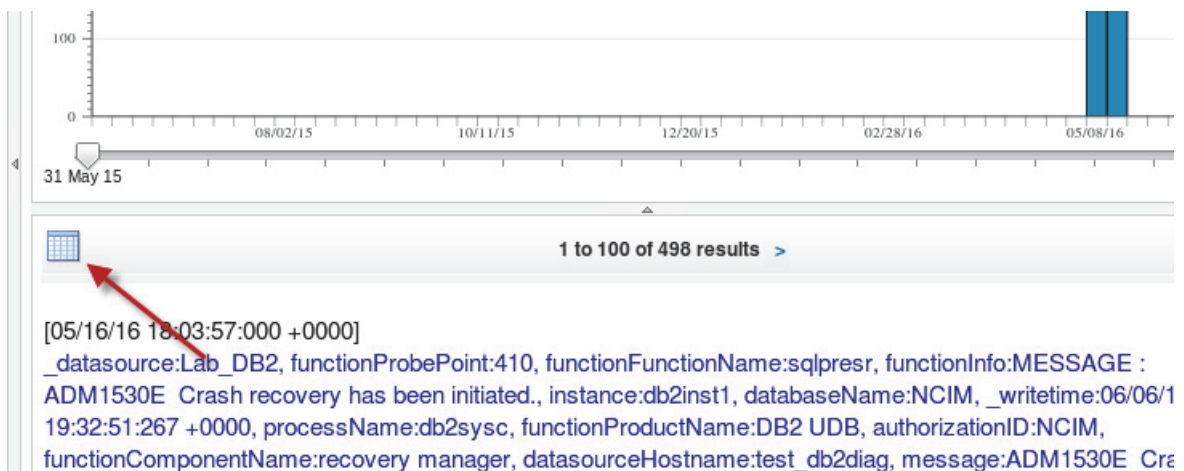 100
0
08/02/15 10/11/15 12/20/15 02/28/16 05/08/16
31 May 15
1 to 100 of 498 results >
[05/16/16 18:03:57:000 +0000]
_datasource:Lab_DB2, functionProbePoint:410, functionFunctionName:sqlpresr, functionInfo:MESSAGE :
ADM1530E Crash recovery has been initiated., instance:db2inst1, databaseName:NCIM, _writetime:06/06/1
19:32:51:267 +0000, processName:db2sysc, functionProductName:DB2 UDB, authorizationID:NCIM,
functionComponentName:recovery manager, datasourceHostname:test_db2diag, message:ADM1530E Cra